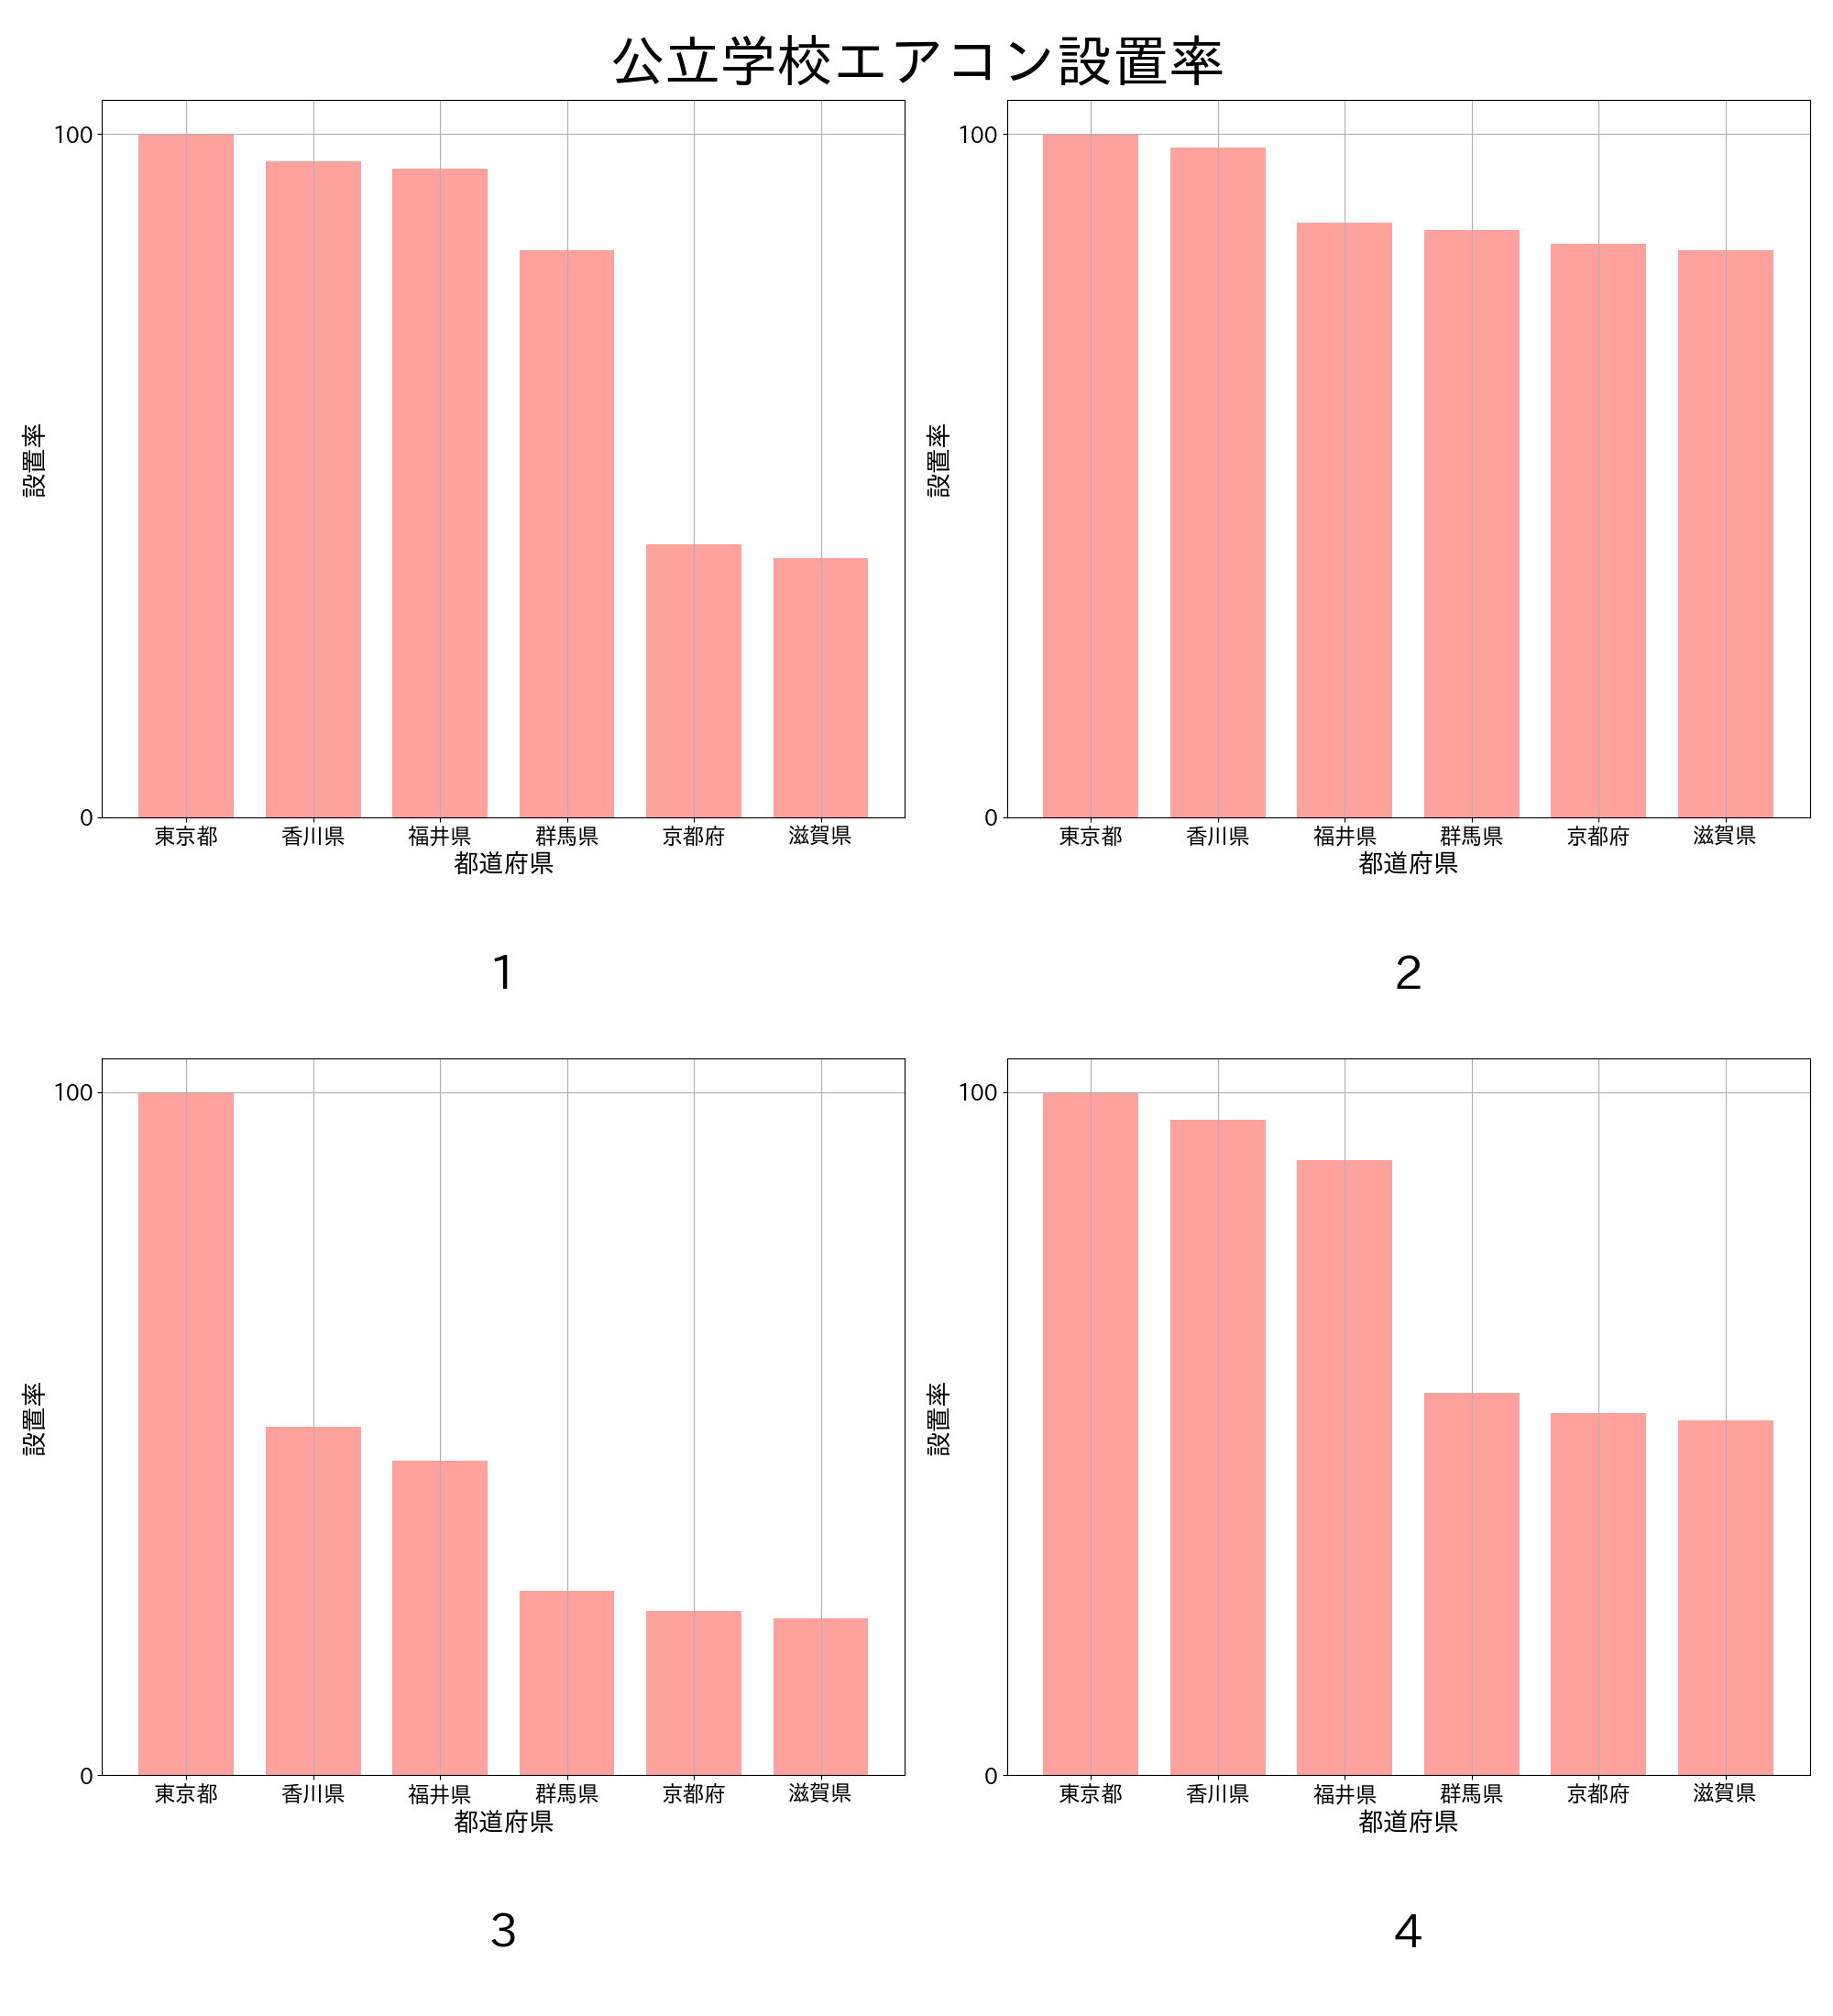 公立学校エアコン設置率
100
0
設置率
東京都 香川県 福井県 群馬県 京都府 滋賀県
都道府県
1
100
0
設置率
東京都 香川県 福井県 群馬県 京都府 滋賀県
都道府県
2
100
0
設置率
東京都 香川県 福井県 群馬県 京都府 滋賀県
都道府県
3
100
0
設置率
東京都 香川県 福井県 群馬県 京都府 滋賀県
都道府県
4